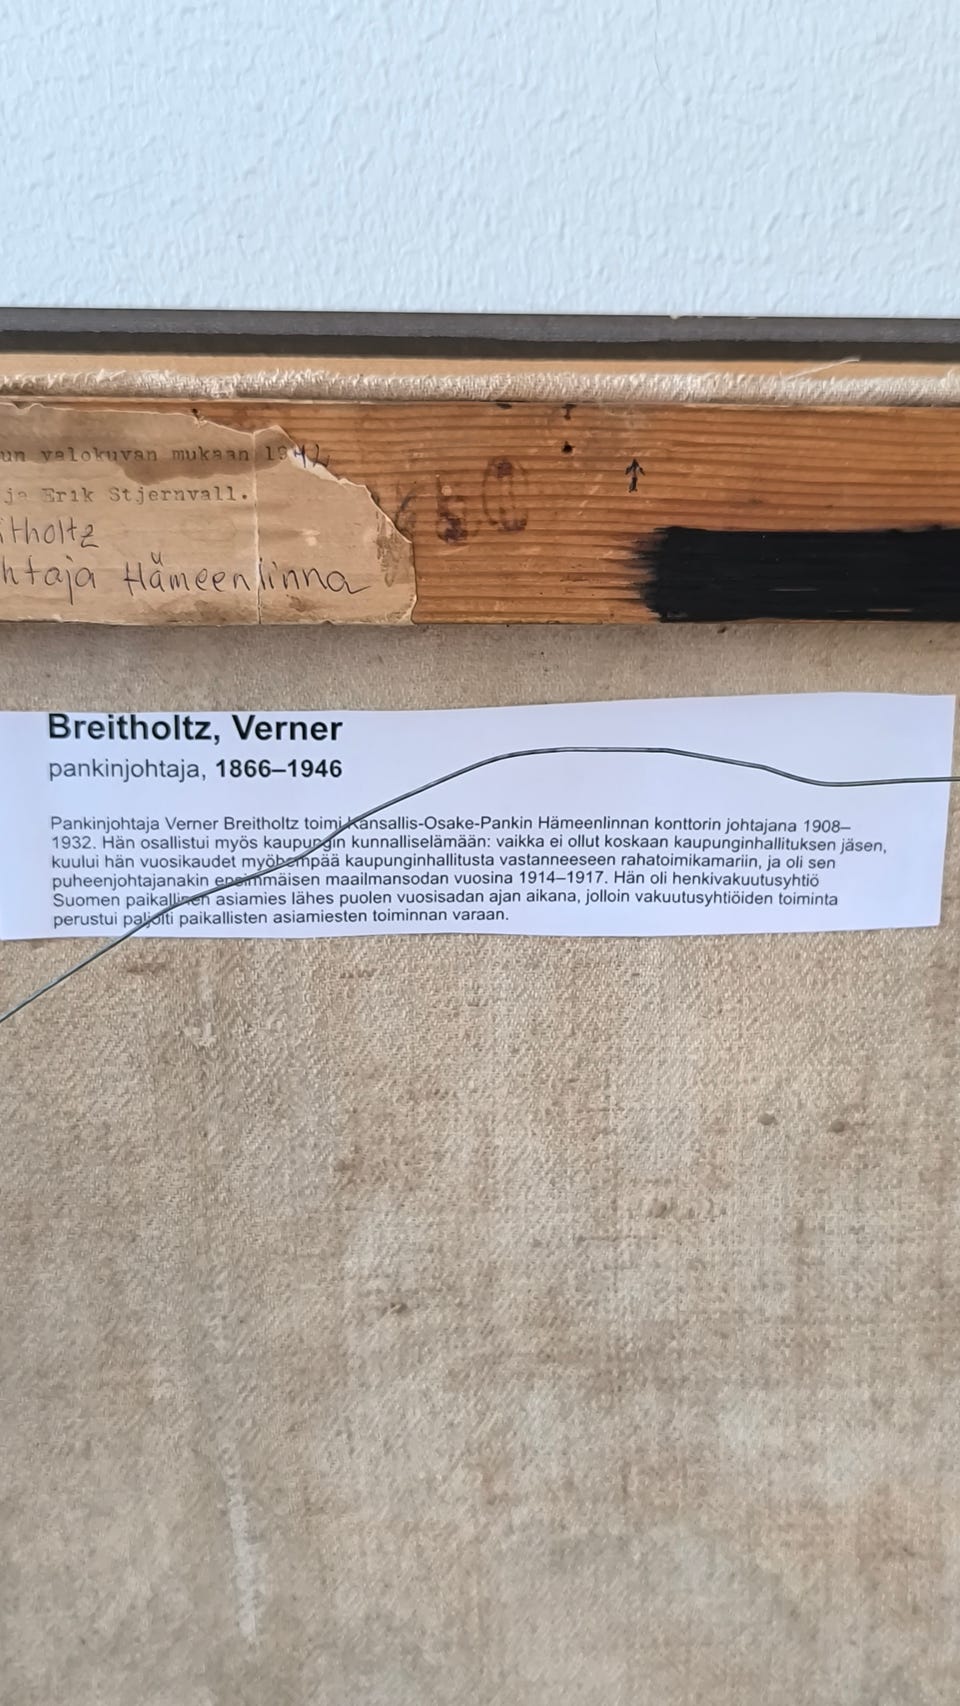 un valokuvan mukaan 1942
ja Erik Stjernvall.
itholtz
htaja Hämeenlinna
Breitholtz, Verner
pankinjohtaja, 1866–1946
Pankinjohtaja Verner Breitholtz toimi Kansallis-Osake-Pankin Hämeenlinnan konttorin johtajana 1908–
1932. Hän osallistui myös kaupungin kunnalliselämään: vaikka ei ollut koskaan kaupunginhallituksen jäsen,
kuului hän vuosikaudet myöhempää kaupunginhallitusta vastanneeseen rahatoimikamariin, ja oli sen
puheenjohtajanakin ensimmäisen maailmansodan vuosina 1914–1917. Hän oli henkivakuutusyhtiö
Suomen paikallinen asiamies lähes puolen vuosisadan ajan aikana, jolloin vakuutusyhtiöiden toiminta
perustui paljolti paikallisten asiamiesten toiminnan varaan.